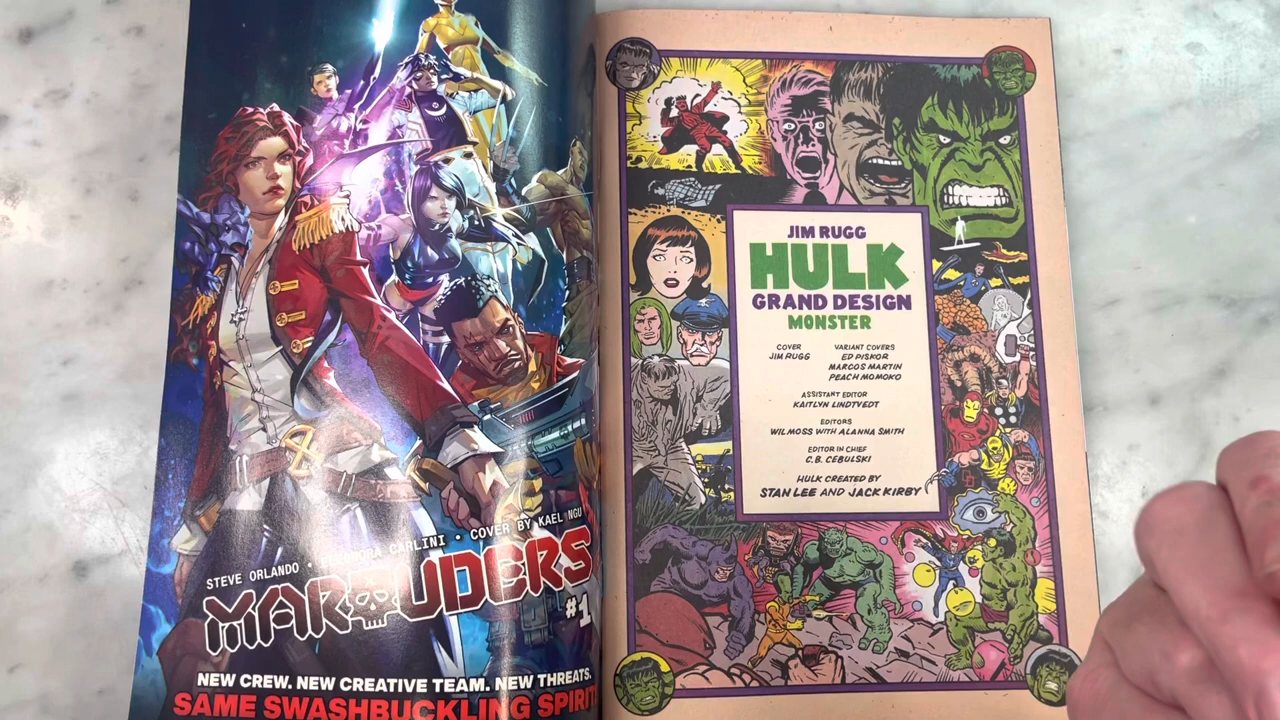 STEVE ORLANDO • ELEONORA CARLINI • COVER BY KAEL NGU
MARAUDERS
#1
NEW CREW. NEW CREATIVE TEAM. NEW THREATS.
SAME SWASHBUCKLING SPIRIT
JIM RUGG
HULK
GRAND DESIGN
MONSTER
COVER
JIM RUGG
VARIANT COVERS
ED PISKOR
MARCOS MARTIN
PEACH MOMOKO
ASSISTANT EDITOR
KAITLYN LINDTVEDT
EDITORS
WIL MOSS WITH ALANNA SMITH
EDITOR IN CHIEF
C.B. CEBULSKI
HULK CREATED BY
STAN LEE AND JACK KIRBY